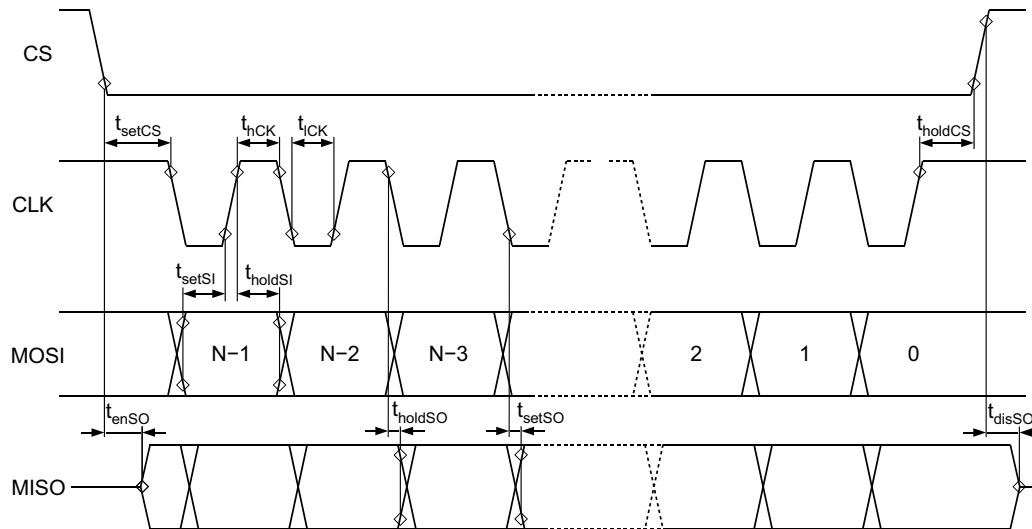 CS
t_setCS
t_hCK
t_lCK
t_holdCS
CLK
t_setSI
t_holdSI
MOSI
N−1
N−2
N−3
2
1
0
t_enSO
t_holdSO
t_setSO
t_disSO
MISO